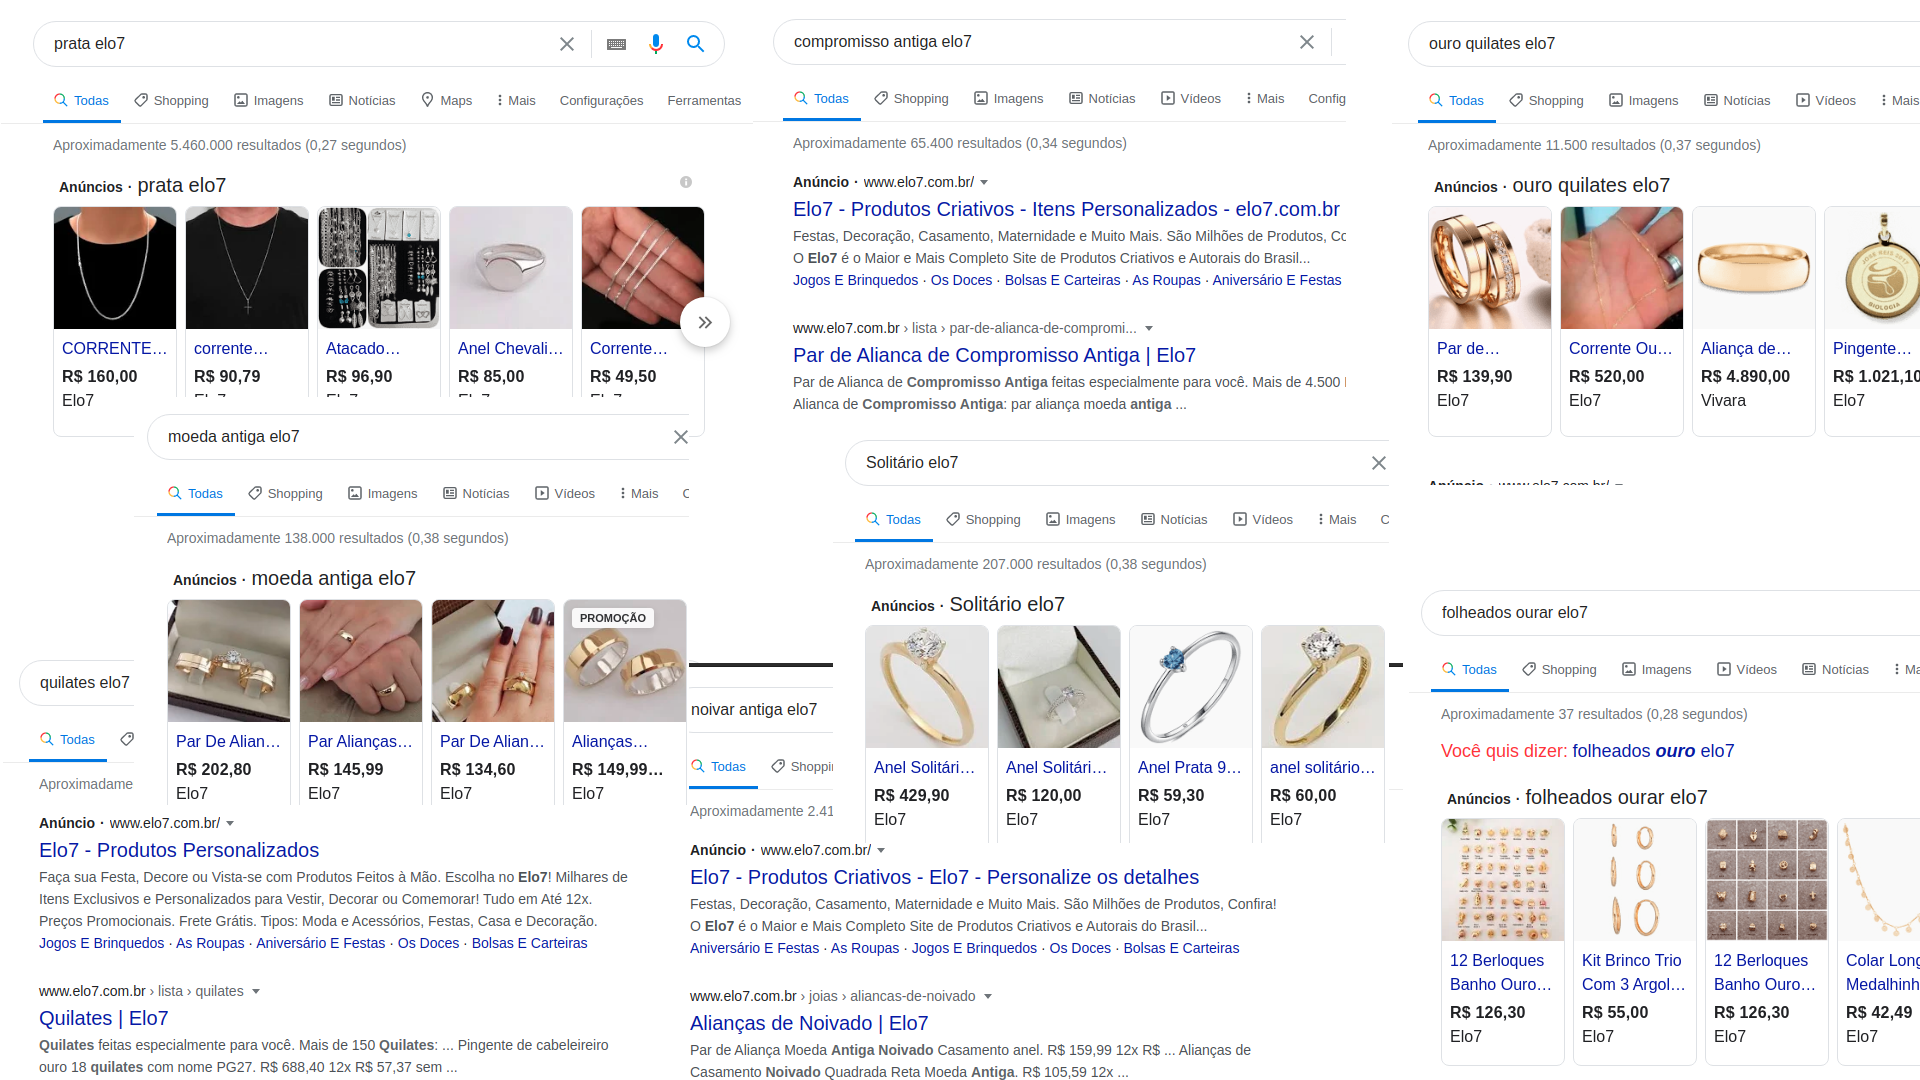 prata elo7
Todas Shopping Imagens Notícias Maps Mais Configurações Ferramentas
Aproximadamente 5.460.000 resultados (0,27 segundos)
Anúncios · prata elo7
CORRENTE… corrente… Atacado… Anel Chevali… Corrente…
R$ 160,00 R$ 90,79 R$ 96,90 R$ 85,00 R$ 49,50
Elo7
compromisso antiga elo7
Todas Shopping Imagens Notícias Vídeos Mais Config
Aproximadamente 65.400 resultados (0,34 segundos)
Anúncio · www.elo7.com.br/
Elo7 - Produtos Criativos - Itens Personalizados - elo7.com.br
Festas, Decoração, Casamento, Maternidade e Muito Mais. São Milhões de Produtos,
O Elo7 é o Maior e Mais Completo Site de Produtos Criativos e Autorais do Brasil...
Jogos E Brinquedos · Os Doces · Bolsas E Carteiras · As Roupas · Aniversário E Festas
www.elo7.com.br › lista › par-de-alianca-de-compromi...
Par de Alianca de Compromisso Antiga | Elo7
Par de Alianca de Compromisso Antiga feitas especialmente para você. Mais de 4.500
Alianca de Compromisso Antiga: par aliança moeda antiga ...
ouro quilates elo7
Todas Shopping Imagens Notícias Vídeos Mais
Aproximadamente 11.500 resultados (0,37 segundos)
Anúncios · ouro quilates elo7
Par de… Corrente Ou… Aliança de… Pingente…
R$ 139,90 R$ 520,00 R$ 4.890,00 R$ 1.021,10
Elo7 Elo7 Vivara Elo7
Anúncio · www.elo7.com.br/
moeda antiga elo7
Todas Shopping Imagens Notícias Vídeos Mais C
Aproximadamente 138.000 resultados (0,38 segundos)
Anúncios · moeda antiga elo7
PROMOÇÃO
Par De Alian… Par Alianças… Par De Alian… Alianças…
R$ 202,80 R$ 145,99 R$ 134,60 R$ 149,99…
Elo7 Elo7 Elo7 Elo7
Solitário elo7
Todas Shopping Imagens Notícias Vídeos Mais C
Aproximadamente 207.000 resultados (0,38 segundos)
Anúncios · Solitário elo7
Anel Solitári… Anel Solitári… Anel Prata 9… anel solitário…
R$ 429,90 R$ 120,00 R$ 59,30 R$ 60,00
Elo7 Elo7 Elo7 Elo7
quilates elo7
Todas
Aproximadame
Anúncio · www.elo7.com.br/
Elo7 - Produtos Personalizados
Faça sua Festa, Decore ou Vista-se com Produtos Feitos à Mão. Escolha no Elo7! Milhares de
Itens Exclusivos e Personalizados para Vestir, Decorar ou Comemorar! Tudo em Até 12x.
Preços Promocionais. Frete Grátis. Tipos: Moda e Acessórios, Festas, Casa e Decoração.
Jogos E Brinquedos · As Roupas · Aniversário E Festas · Os Doces · Bolsas E Carteiras
www.elo7.com.br › lista › quilates
Quilates | Elo7
Quilates feitas especialmente para você. Mais de 150 Quilates: ... Pingente de cabeleireiro
ouro 18 quilates com nome PG27. R$ 688,40 12x R$ 57,37 sem ...
noivar antiga elo7
Todas Shoppi
Aproximadamente 2.41
Anúncio · www.elo7.com.br/
Elo7 - Produtos Criativos - Elo7 - Personalize os detalhes
Festas, Decoração, Casamento, Maternidade e Muito Mais. São Milhões de Produtos, Confira!
O Elo7 é o Maior e Mais Completo Site de Produtos Criativos e Autorais do Brasil...
Aniversário E Festas · As Roupas · Jogos E Brinquedos · Os Doces · Bolsas E Carteiras
www.elo7.com.br › joias › aliancas-de-noivado
Alianças de Noivado | Elo7
Par de Aliança Moeda Antiga Noivado Casamento anel. R$ 159,99 12x R$ ... Alianças de
Casamento Noivado Quadrada Reta Moeda Antiga. R$ 105,59 12x ...
folheados ourar elo7
Todas Shopping Imagens Vídeos Notícias Ma
Aproximadamente 37 resultados (0,28 segundos)
Você quis dizer: folheados ouro elo7
Anúncios · folheados ourar elo7
12 Berloques Kit Brinco Trio 12 Berloques Colar Long
Banho Ouro… Com 3 Argol… Banho Ouro… Medalhinh
R$ 126,30 R$ 55,00 R$ 126,30 R$ 42,49
Elo7 Elo7 Elo7 Elo7